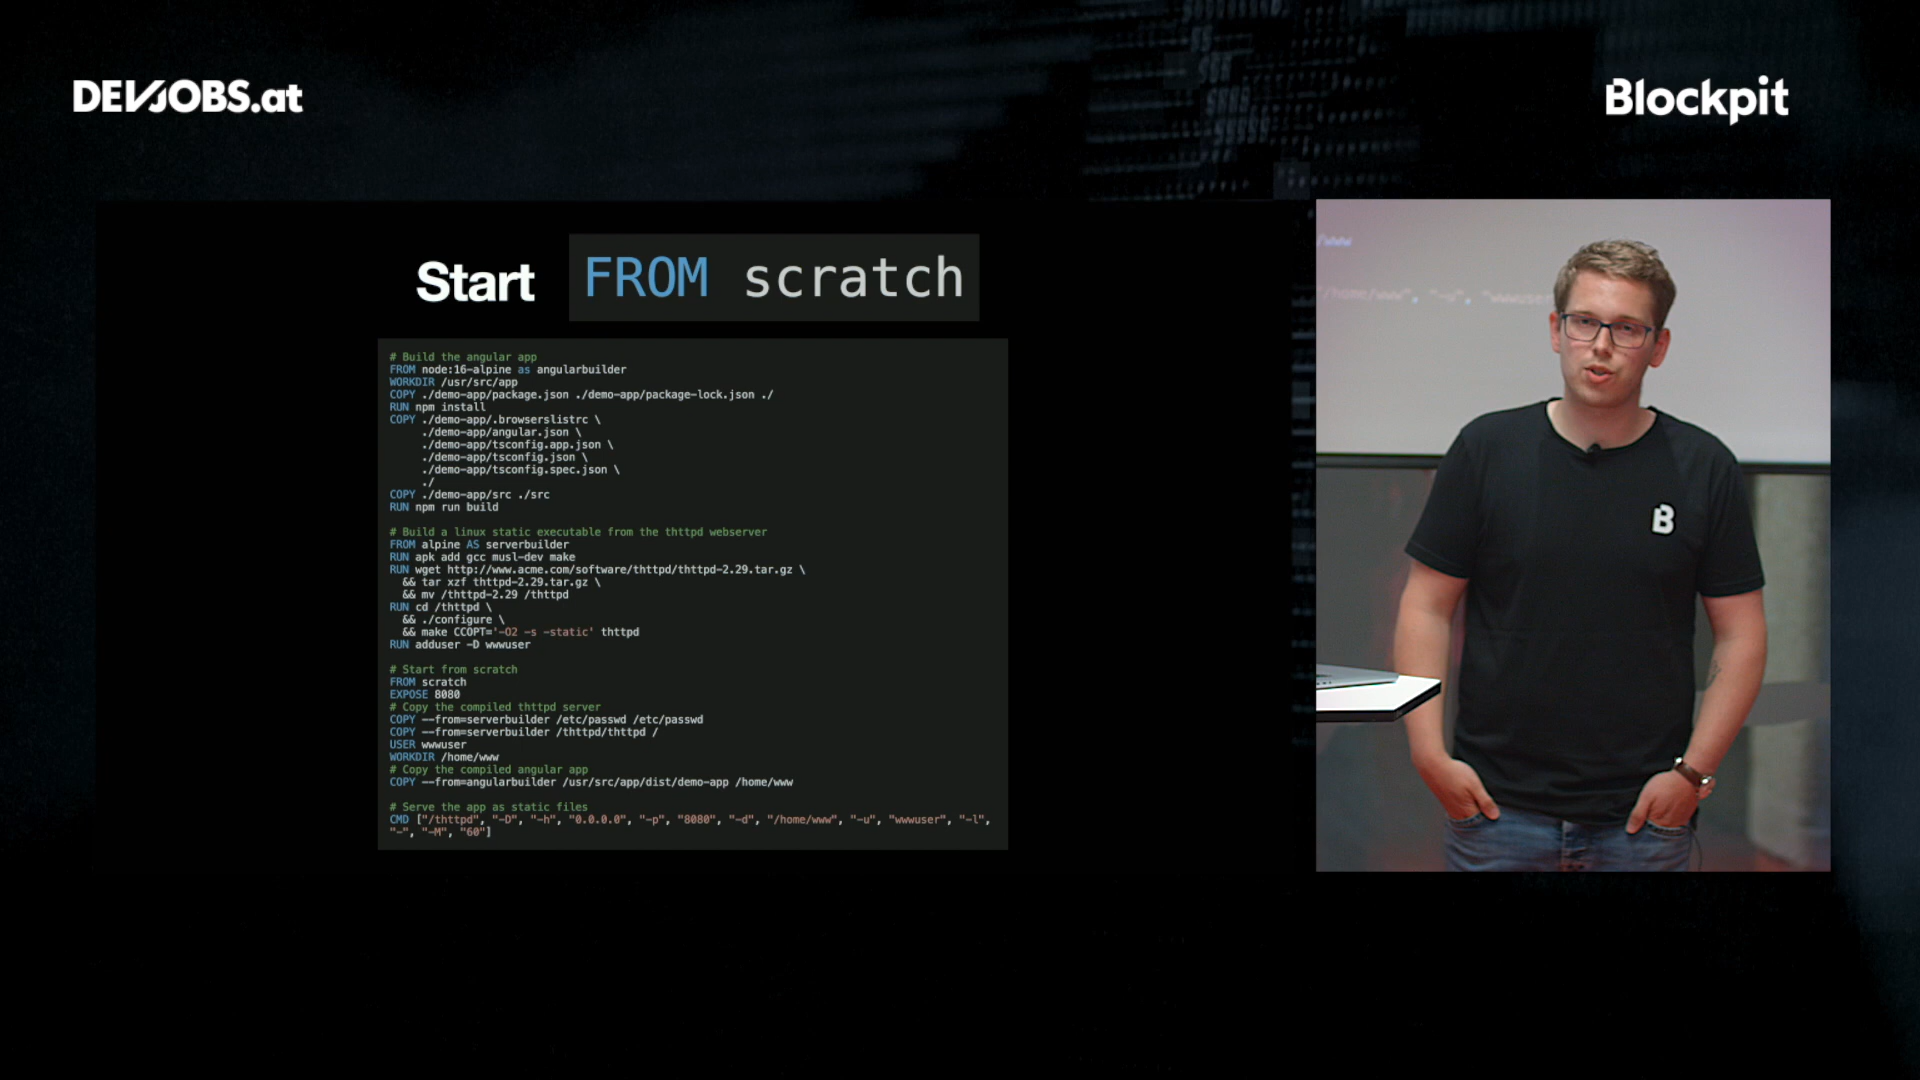 DEVJOBS.at
Blockpit
Start FROM scratch
# Build the angular app
FROM node:16-alpine as angularbuilder
WORKDIR /usr/src/app
COPY ./demo-app/package.json ./demo-app/package-lock.json ./
RUN npm install
COPY ./demo-app/.browserslistrc \
./demo-app/angular.json \
./demo-app/tsconfig.app.json \
./demo-app/tsconfig.json \
./demo-app/tsconfig.spec.json \
./
COPY ./demo-app/src ./src
RUN npm run build
# Build a linux static executable from the thttpd webserver
FROM alpine AS serverbuilder
RUN apk add gcc musl-dev make
RUN wget http://www.acme.com/software/thttpd/thttpd-2.29.tar.gz \
&& tar xzf thttpd-2.29.tar.gz \
&& mv /thttpd-2.29 /thttpd
RUN cd /thttpd \
&& ./configure \
&& make CCOPT='-O2 -s -static' thttpd
RUN adduser -D wwwuser
# Start from scratch
FROM scratch
EXPOSE 8080
# Copy the compiled thttpd server
COPY --from=serverbuilder /etc/passwd /etc/passwd
COPY --from=serverbuilder /thttpd/thttpd /
USER wwwuser
WORKDIR /home/www
# Copy the compiled angular app
COPY --from=angularbuilder /usr/src/app/dist/demo-app /home/www
# Serve the app as static files
CMD ["/thttpd", "-D", "-h", "0.0.0.0", "-p", "8080", "-d", "/home/www", "-u", "wwwuser", "-l",
"-", "-M", "60"]
/www
"/home/www", "-u", "wwwuser
B